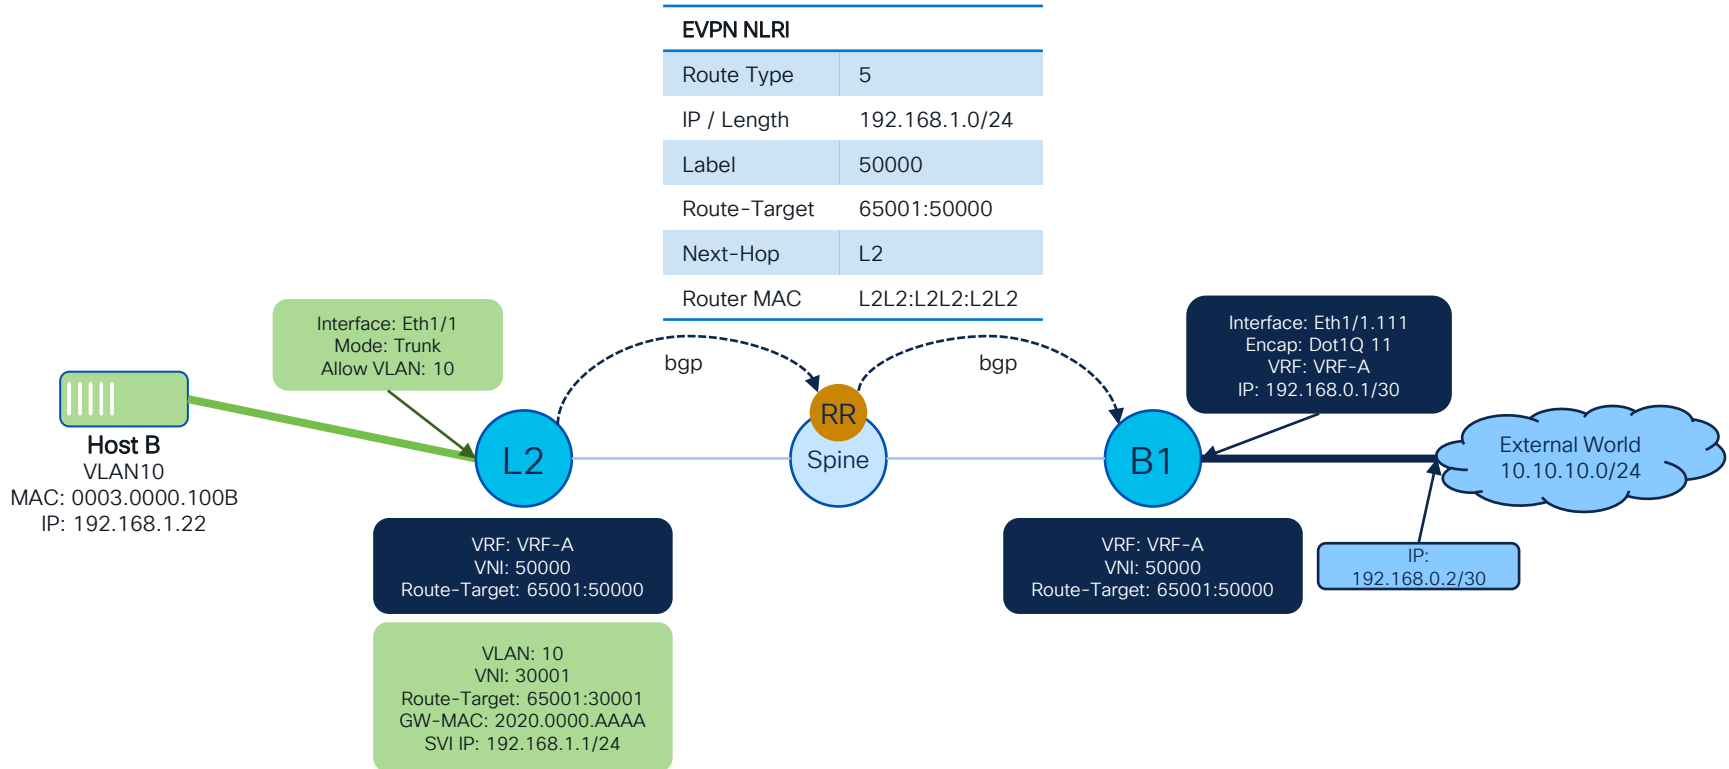 EVPN NLRI
Route Type 5
IP / Length 192.168.1.0/24
Label 50000
Route-Target 65001:50000
Next-Hop L2
Router MAC L2L2:L2L2:L2L2
Interface: Eth1/1
Mode: Trunk
Allow VLAN: 10
bgp
bgp
Interface: Eth1/1.111
Encap: Dot1Q 11
VRF: VRF-A
IP: 192.168.0.1/30
Host B
VLAN10
MAC: 0003.0000.100B
IP: 192.168.1.22
L2
RR
Spine
B1
External World
10.10.10.0/24
VRF: VRF-A
VNI: 50000
Route-Target: 65001:50000
VRF: VRF-A
VNI: 50000
Route-Target: 65001:50000
IP:
192.168.0.2/30
VLAN: 10
VNI: 30001
Route-Target: 65001:30001
GW-MAC: 2020.0000.AAAA
SVI IP: 192.168.1.1/24